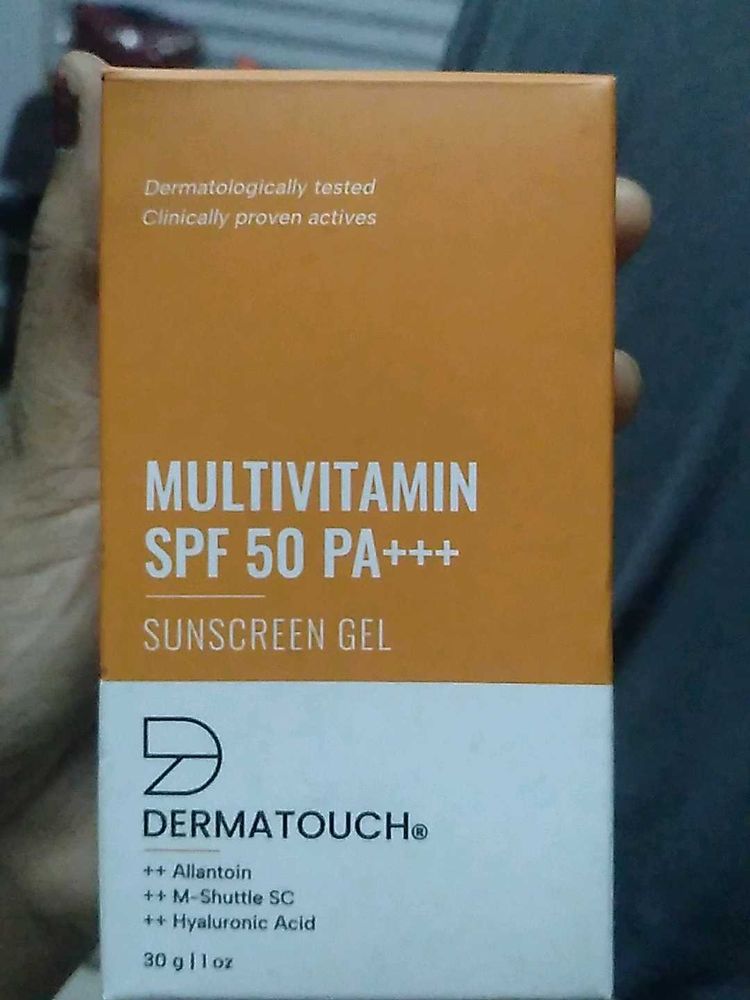 Dermatologically tested
Clinically proven actives
MULTIVITAMIN
SPF 50 PA+++
SUNSCREEN GEL
DERMATOUCH®
++ Allantoin
++ M-Shuttle SC
++ Hyaluronic Acid
30 g | 1 oz